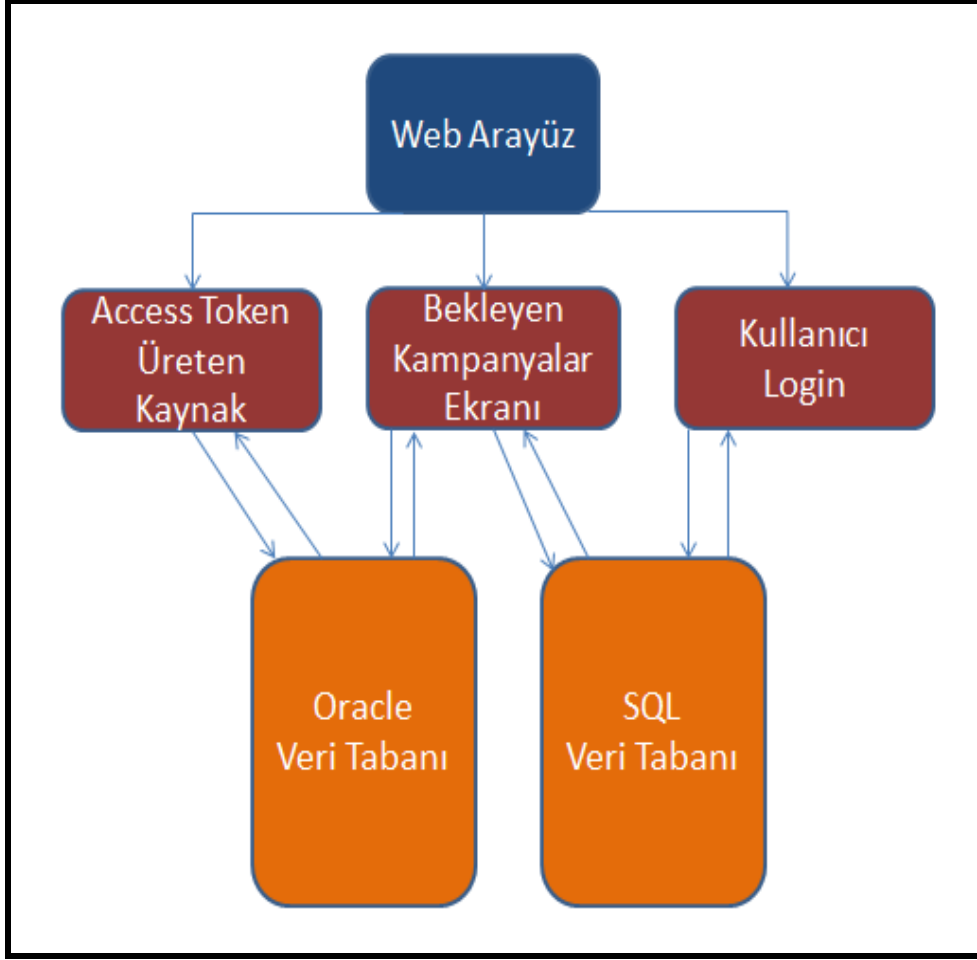 Web Arayüz
Access Token
Üreten
Kaynak
Bekleyen
Kampanyalar
Ekranı
Kullanıcı
Login
Oracle
Veri Tabanı
SQL
Veri Tabanı